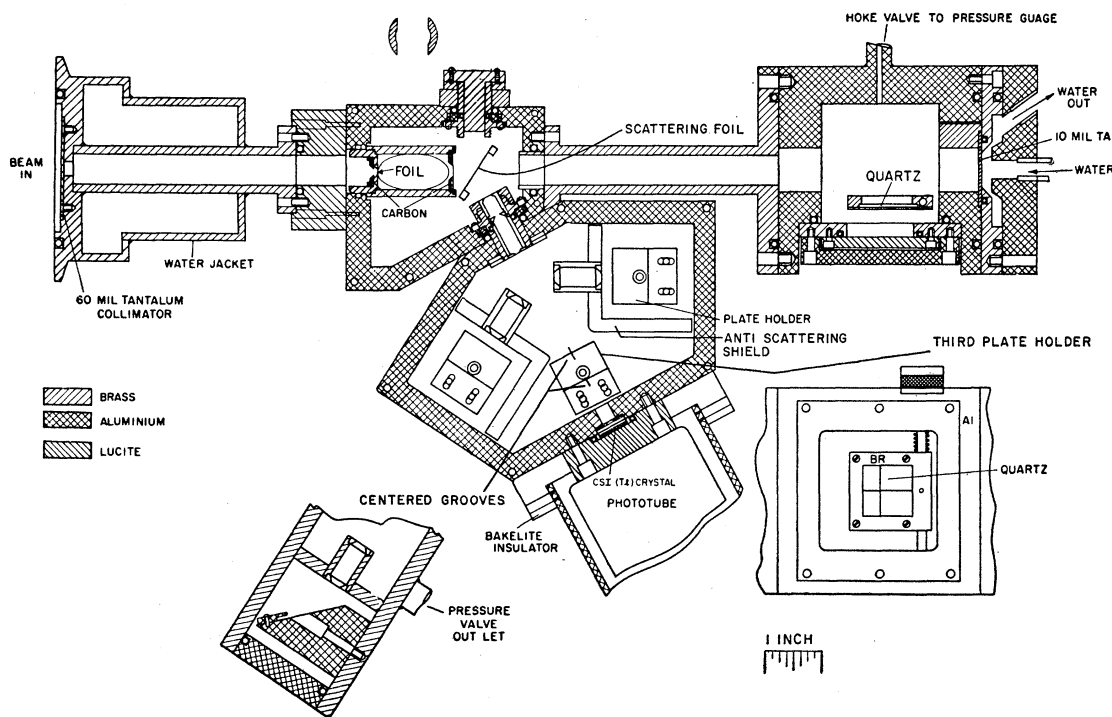 HOKE VALVE TO PRESSURE GUAGE
WATER
OUT
10 MIL TA
WATER
SCATTERING FOIL
BEAM
IN
FOIL
CARBON
QUARTZ
WATER JACKET
60 MIL TANTALUM
COLLIMATOR
PLATE HOLDER
ANTI SCATTERING
SHIELD
THIRD PLATE HOLDER
BRASS
ALUMINIUM
LUCITE
Al
BR
QUARTZ
CSI (Tl) CRYSTAL
PHOTOTUBE
CENTERED GROOVES
BAKELITE
INSULATOR
PRESSURE
VALVE
OUT LET
1 INCH